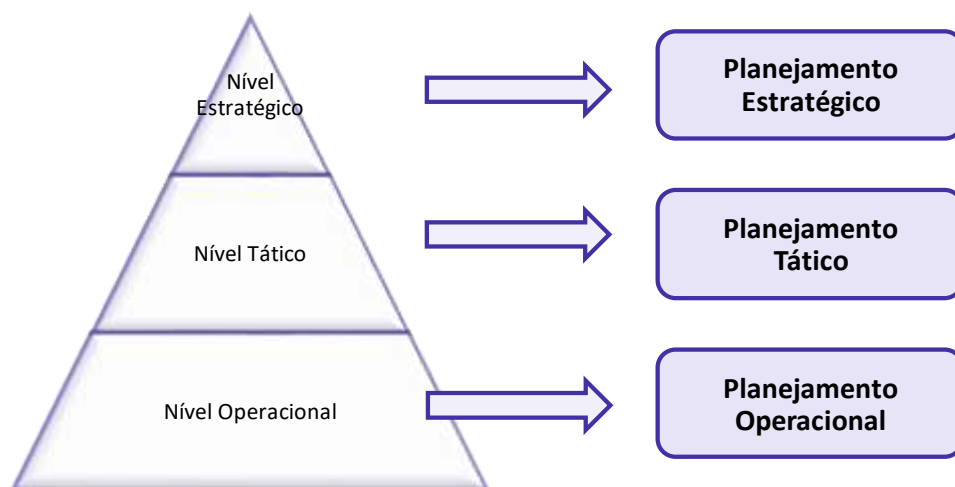 Nível
Estratégico
Planejamento
Estratégico
Nível Tático
Planejamento
Tático
Nível Operacional
Planejamento
Operacional